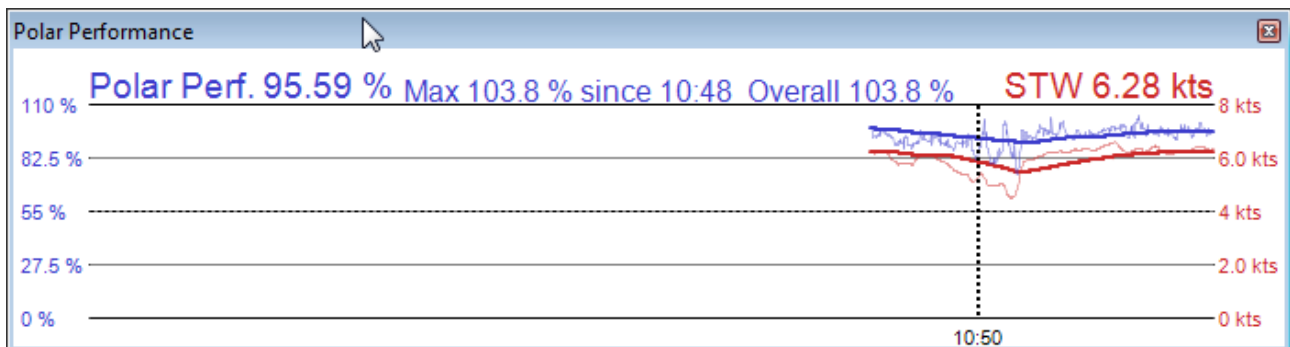 Polar Performance
Polar Perf. 95.59 % Max 103.8 % since 10:48 Overall 103.8 % STW 6.28 kts
110 % 8 kts
82.5 % 6.0 kts
55 % 4 kts
27.5 % 2.0 kts
0 % 0 kts
10:50